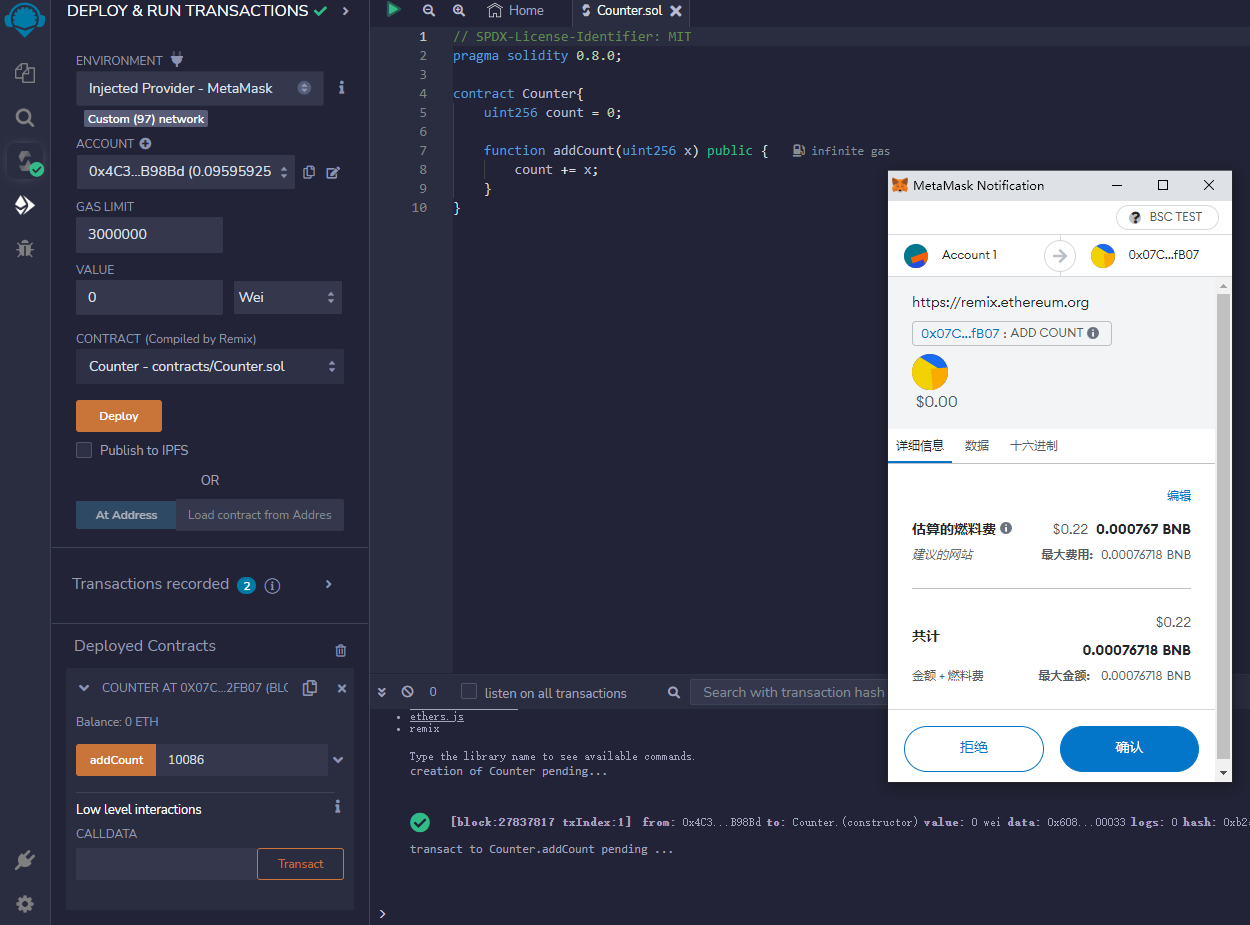 DEPLOY & RUN TRANSACTIONS
ENVIRONMENT
Injected Provider - MetaMask
Custom (97) network
ACCOUNT
0x4C3...B98Bd (0.09595925
GAS LIMIT
3000000
VALUE
0
Wei
CONTRACT (Compiled by Remix)
Counter - contracts/Counter.sol
Deploy
Publish to IPFS
OR
At Address
Load contract from Addres
Transactions recorded 2
Deployed Contracts
COUNTER AT 0X07C...2FB07 (BLO
Balance: 0 ETH
addCount
10086
Low level interactions
CALLDATA
Transact
Home
Counter.sol
1 // SPDX-License-Identifier: MIT
2 pragma solidity 0.8.0;
3
4 contract Counter{
5 uint256 count = 0;
6
7 function addCount(uint256 x) public { infinite gas
8 count += x;
9 }
10 }
0
listen on all transactions
Search with transaction hash
ethers.js
remix
Type the library name to see available commands.
creation of Counter pending...
[block:27837817 txIndex:1] from: 0x4C3...B98Bd to: Counter.(constructor) value: 0 wei data: 0x608...00033 logs: 0 hash: 0xb2
transact to Counter.addCount pending ...
>
MetaMask Notification
BSC TEST
Account 1
0x07C...fB07
https://remix.ethereum.org
0x07C...fB07 : ADD COUNT
$0.00
详细信息
数据
十六进制
编辑
估算的燃料费
$0.22 0.000767 BNB
建议的网站
最大费用: 0.00076718 BNB
$0.22
共计
0.00076718 BNB
金额 + 燃料费
最大金额: 0.00076718 BNB
拒绝
确认